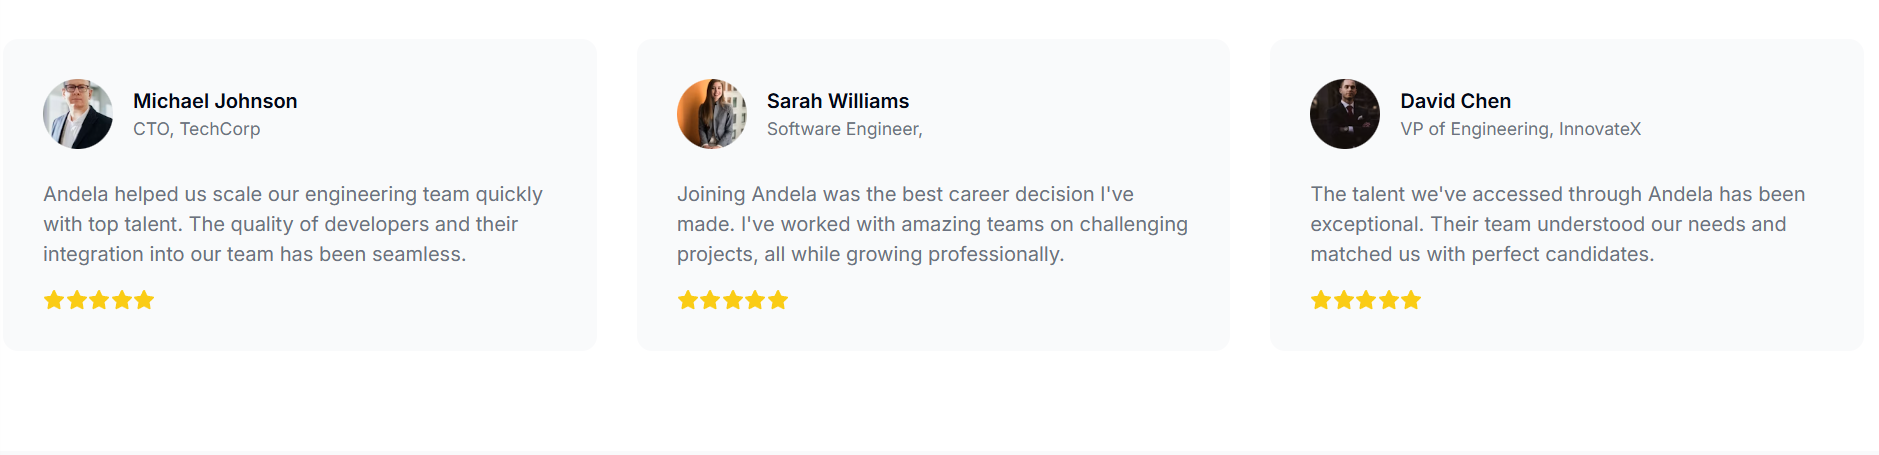 Michael Johnson
CTO, TechCorp
Andela helped us scale our engineering team quickly
with top talent. The quality of developers and their
integration into our team has been seamless.
Sarah Williams
Software Engineer,
Joining Andela was the best career decision I've
made. I've worked with amazing teams on challenging
projects, all while growing professionally.
David Chen
VP of Engineering, InnovateX
The talent we've accessed through Andela has been
exceptional. Their team understood our needs and
matched us with perfect candidates.